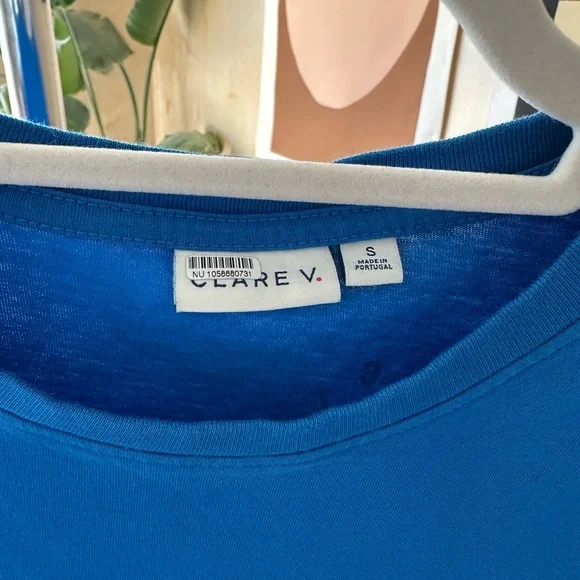 NU 1058880731
CLARE V.
S
MADE IN
PORTUGAL